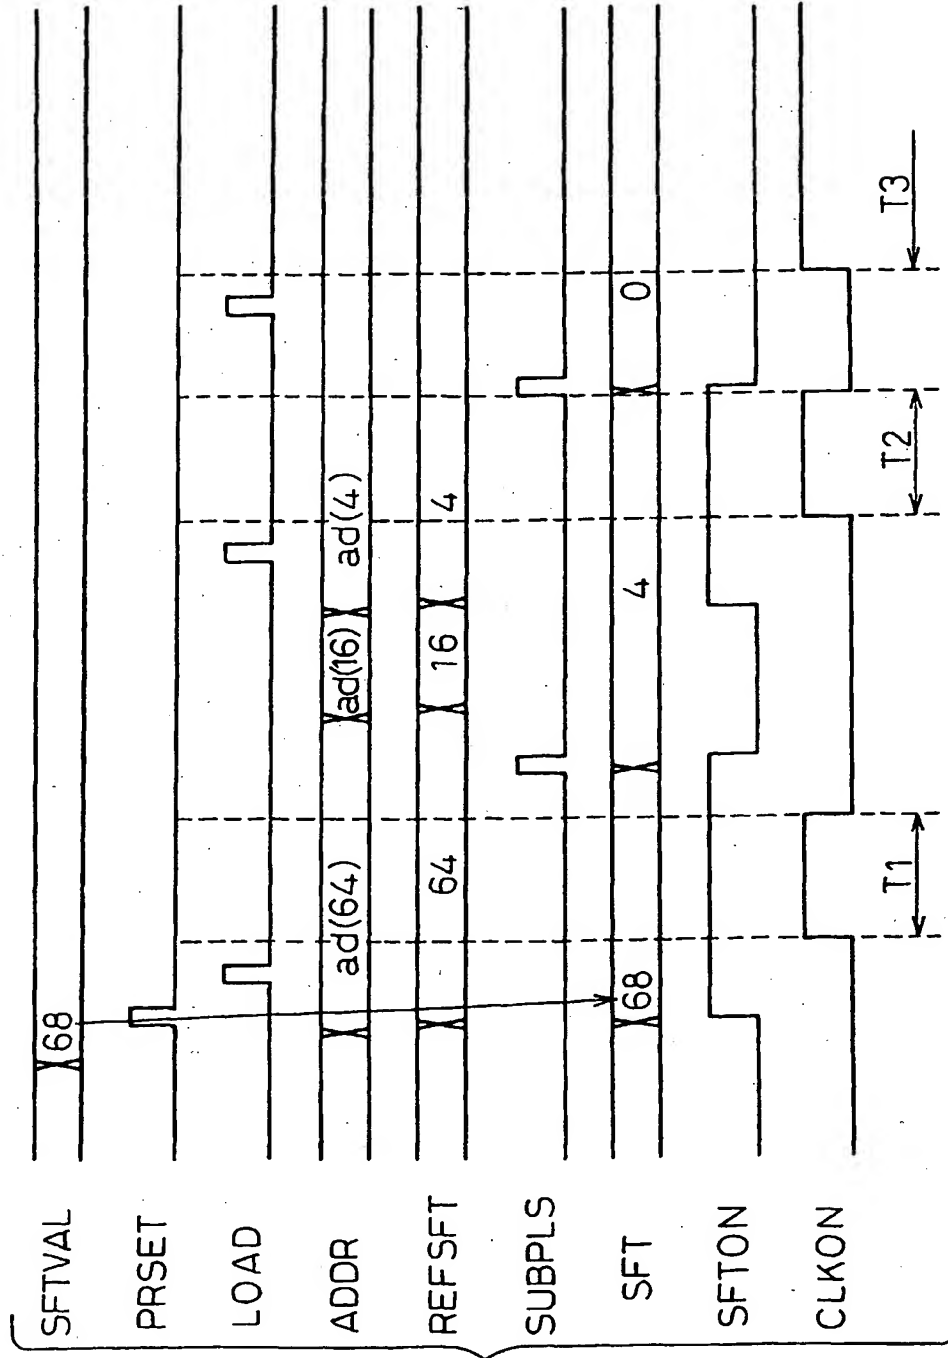 SFTVAL 68
PRSET
LOAD
ADDR ad(64) ad(16) ad(4)
REFSFT 64 16 4
SUBPLS
SFT 68 4 0
SFTON
CLKON
T1 T2 T3